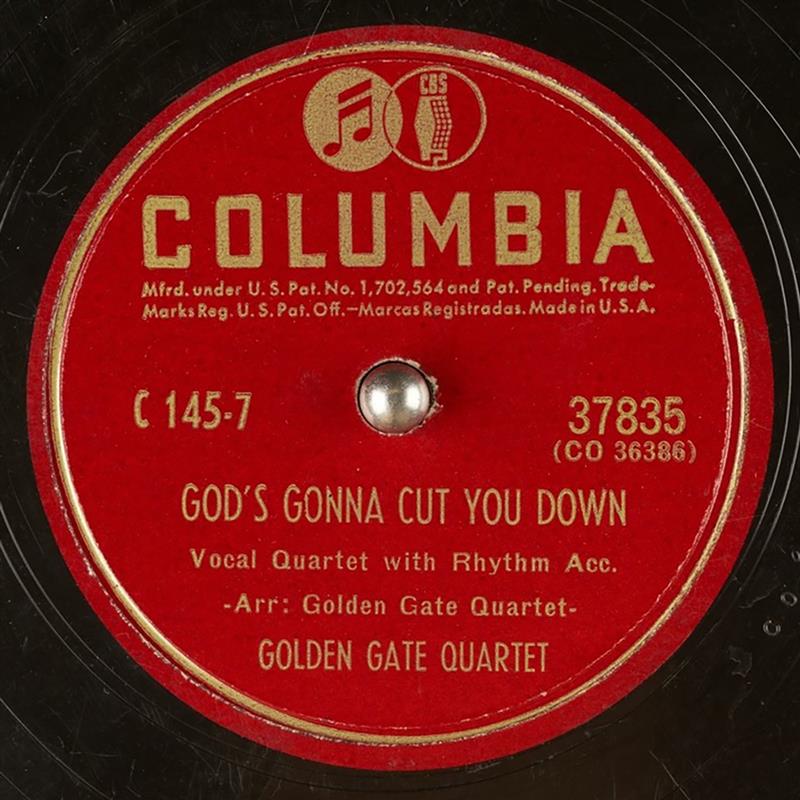 CBS
COLUMBIA
Mfrd. under U.S. Pat. No. 1,702,564 and Pat. Pending. Trade-
Marks Reg. U.S. Pat. Off.—Marcas Registradas. Made in U.S.A.
C 145-7
37835
(CO 36386)
GOD'S GONNA CUT YOU DOWN
Vocal Quartet with Rhythm Acc.
-Arr: Golden Gate Quartet-
GOLDEN GATE QUARTET